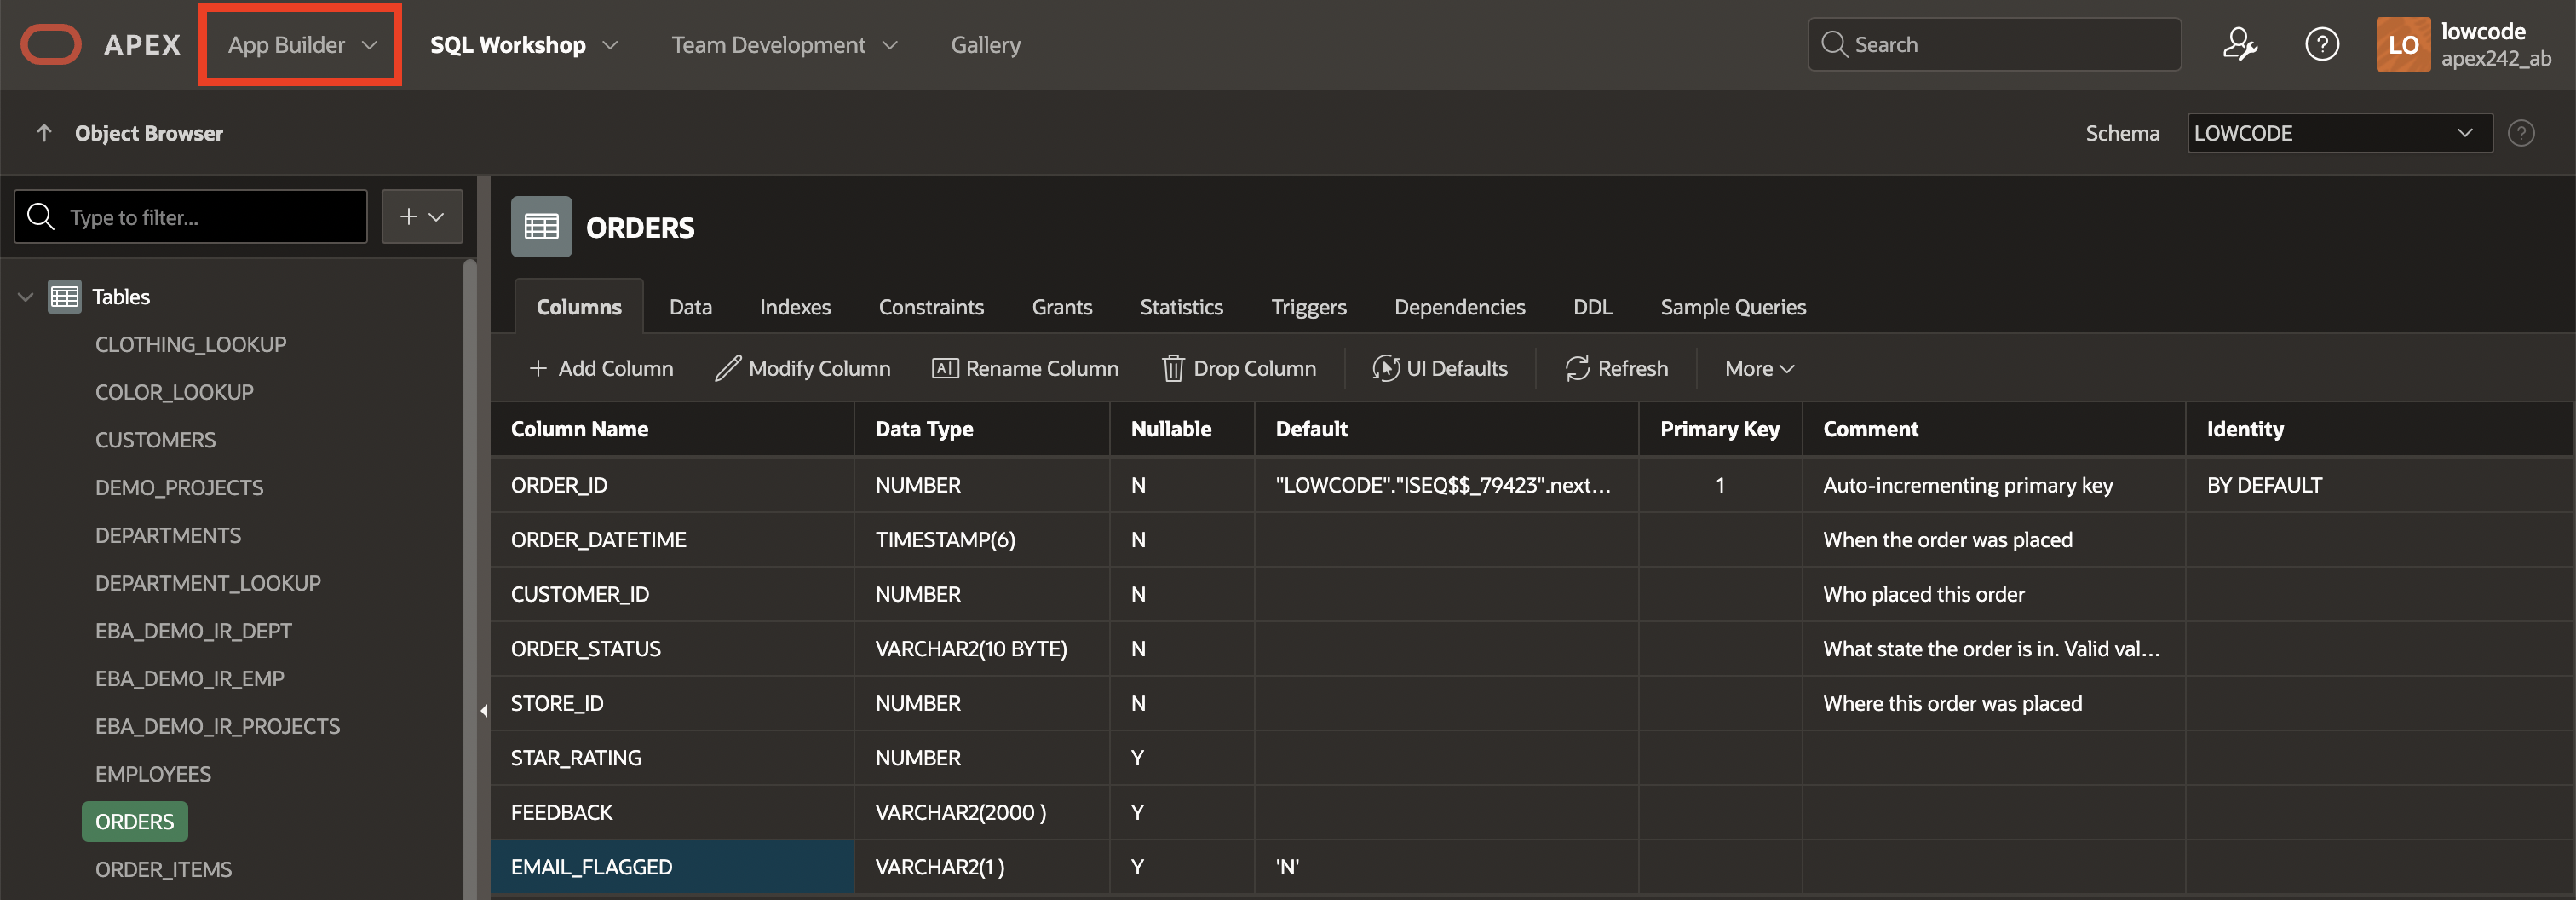 APEX App Builder SQL Workshop Team Development Gallery Search ? LO lowcode
apex242_ab
Object Browser Schema LOWCODE ?
Type to filter...
ORDERS
Tables
CLOTHING_LOOKUP
COLOR_LOOKUP
CUSTOMERS
DEMO_PROJECTS
DEPARTMENTS
DEPARTMENT_LOOKUP
EBA_DEMO_IR_DEPT
EBA_DEMO_IR_EMP
EBA_DEMO_IR_PROJECTS
EMPLOYEES
ORDERS
ORDER_ITEMS
Columns Data Indexes Constraints Grants Statistics Triggers Dependencies DDL Sample Queries
+ Add Column Modify Column Rename Column Drop Column UI Defaults Refresh More
Column Name Data Type Nullable Default Primary Key Comment Identity
ORDER_ID NUMBER N "LOWCODE"."ISEQ$$_79423".next... 1 Auto-incrementing primary key BY DEFAULT
ORDER_DATETIME TIMESTAMP(6) N When the order was placed
CUSTOMER_ID NUMBER N Who placed this order
ORDER_STATUS VARCHAR2(10 BYTE) N What state the order is in. Valid val...
STORE_ID NUMBER N Where this order was placed
STAR_RATING NUMBER Y
FEEDBACK VARCHAR2(2000 ) Y
EMAIL_FLAGGED VARCHAR2(1 ) Y 'N'